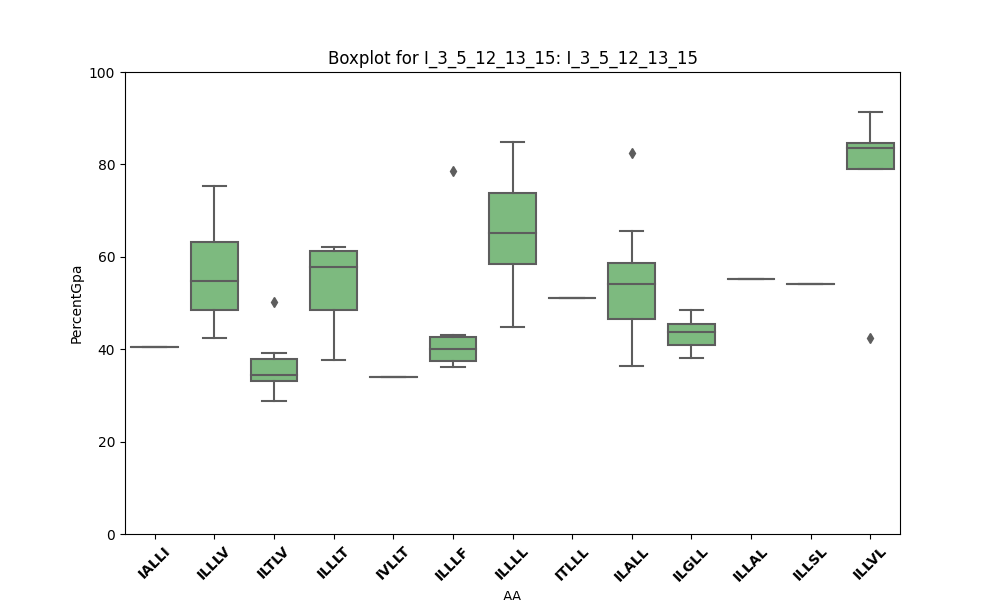 Boxplot for I_3_5_12_13_15: I_3_5_12_13_15
100
80
60
40
20
0
PercentGpa
IALLI
ILLLV
ILTLV
ILLLT
IVLLT
ILLLF
ILLLL
ITLLL
ILALL
ILGLL
ILLAL
ILLSL
ILLVL
AA